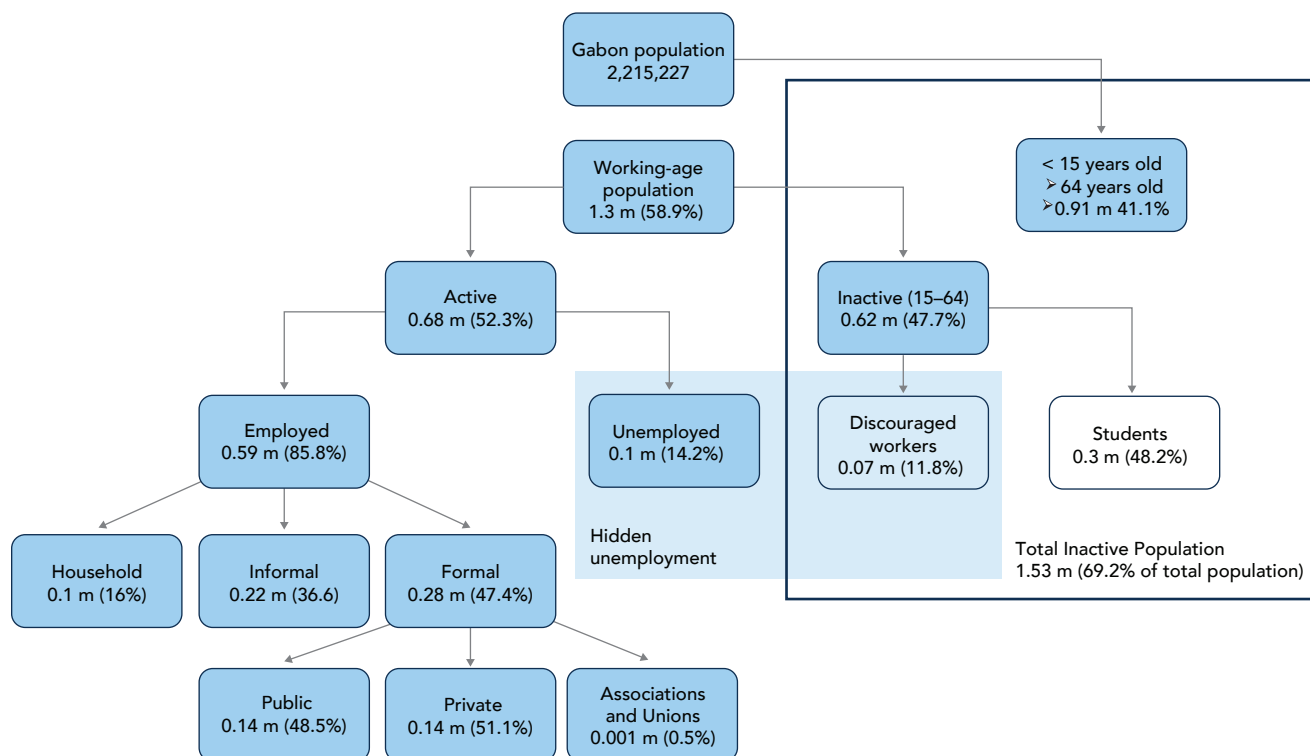 Gabon population
2,215,227
< 15 years old
➢ 64 years old
➢ 0.91 m 41.1%
Working-age
population
1.3 m (58.9%)
Active
0.68 m (52.3%)
Inactive (15–64)
0.62 m (47.7%)
Employed
0.59 m (85.8%)
Unemployed
0.1 m (14.2%)
Discouraged
workers
0.07 m (11.8%)
Students
0.3 m (48.2%)
Hidden
unemployment
Total Inactive Population
1.53 m (69.2% of total population)
Household
0.1 m (16%)
Informal
0.22 m (36.6)
Formal
0.28 m (47.4%)
Public
0.14 m (48.5%)
Private
0.14 m (51.1%)
Associations
and Unions
0.001 m (0.5%)